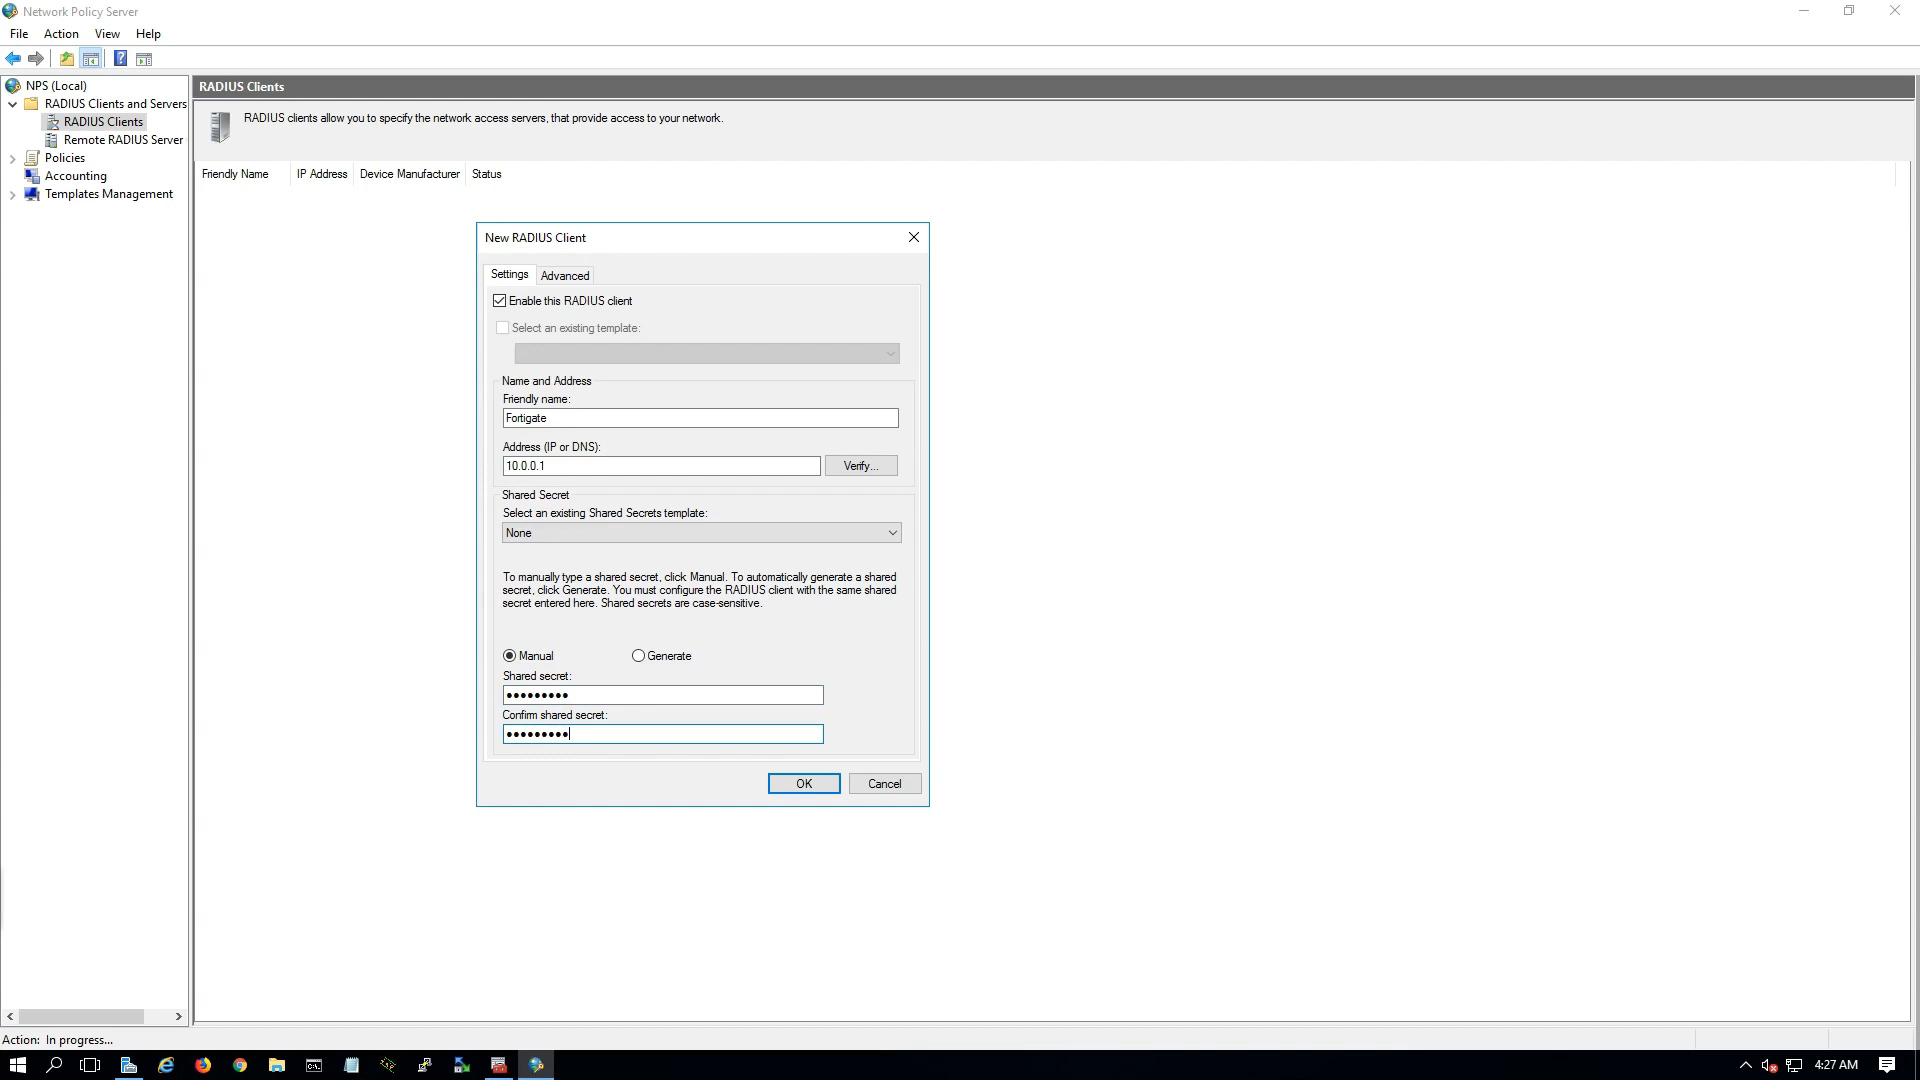 Network Policy Server
File Action View Help
NPS (Local)
RADIUS Clients and Servers
RADIUS Clients
Remote RADIUS Server
Policies
Accounting
Templates Management
RADIUS Clients
RADIUS clients allow you to specify the network access servers, that provide access to your network.
Friendly Name IP Address Device Manufacturer Status
New RADIUS Client
Settings Advanced
Enable this RADIUS client
Select an existing template:
Name and Address
Friendly name:
Fortigate
Address (IP or DNS):
10.0.0.1 Verify...
Shared Secret
Select an existing Shared Secrets template:
None
To manually type a shared secret, click Manual. To automatically generate a shared
secret, click Generate. You must configure the RADIUS client with the same shared
secret entered here. Shared secrets are case-sensitive.
Manual Generate
Shared secret:
●●●●●●●●●
Confirm shared secret:
●●●●●●●●●
OK Cancel
Action: In progress...
4:27 AM